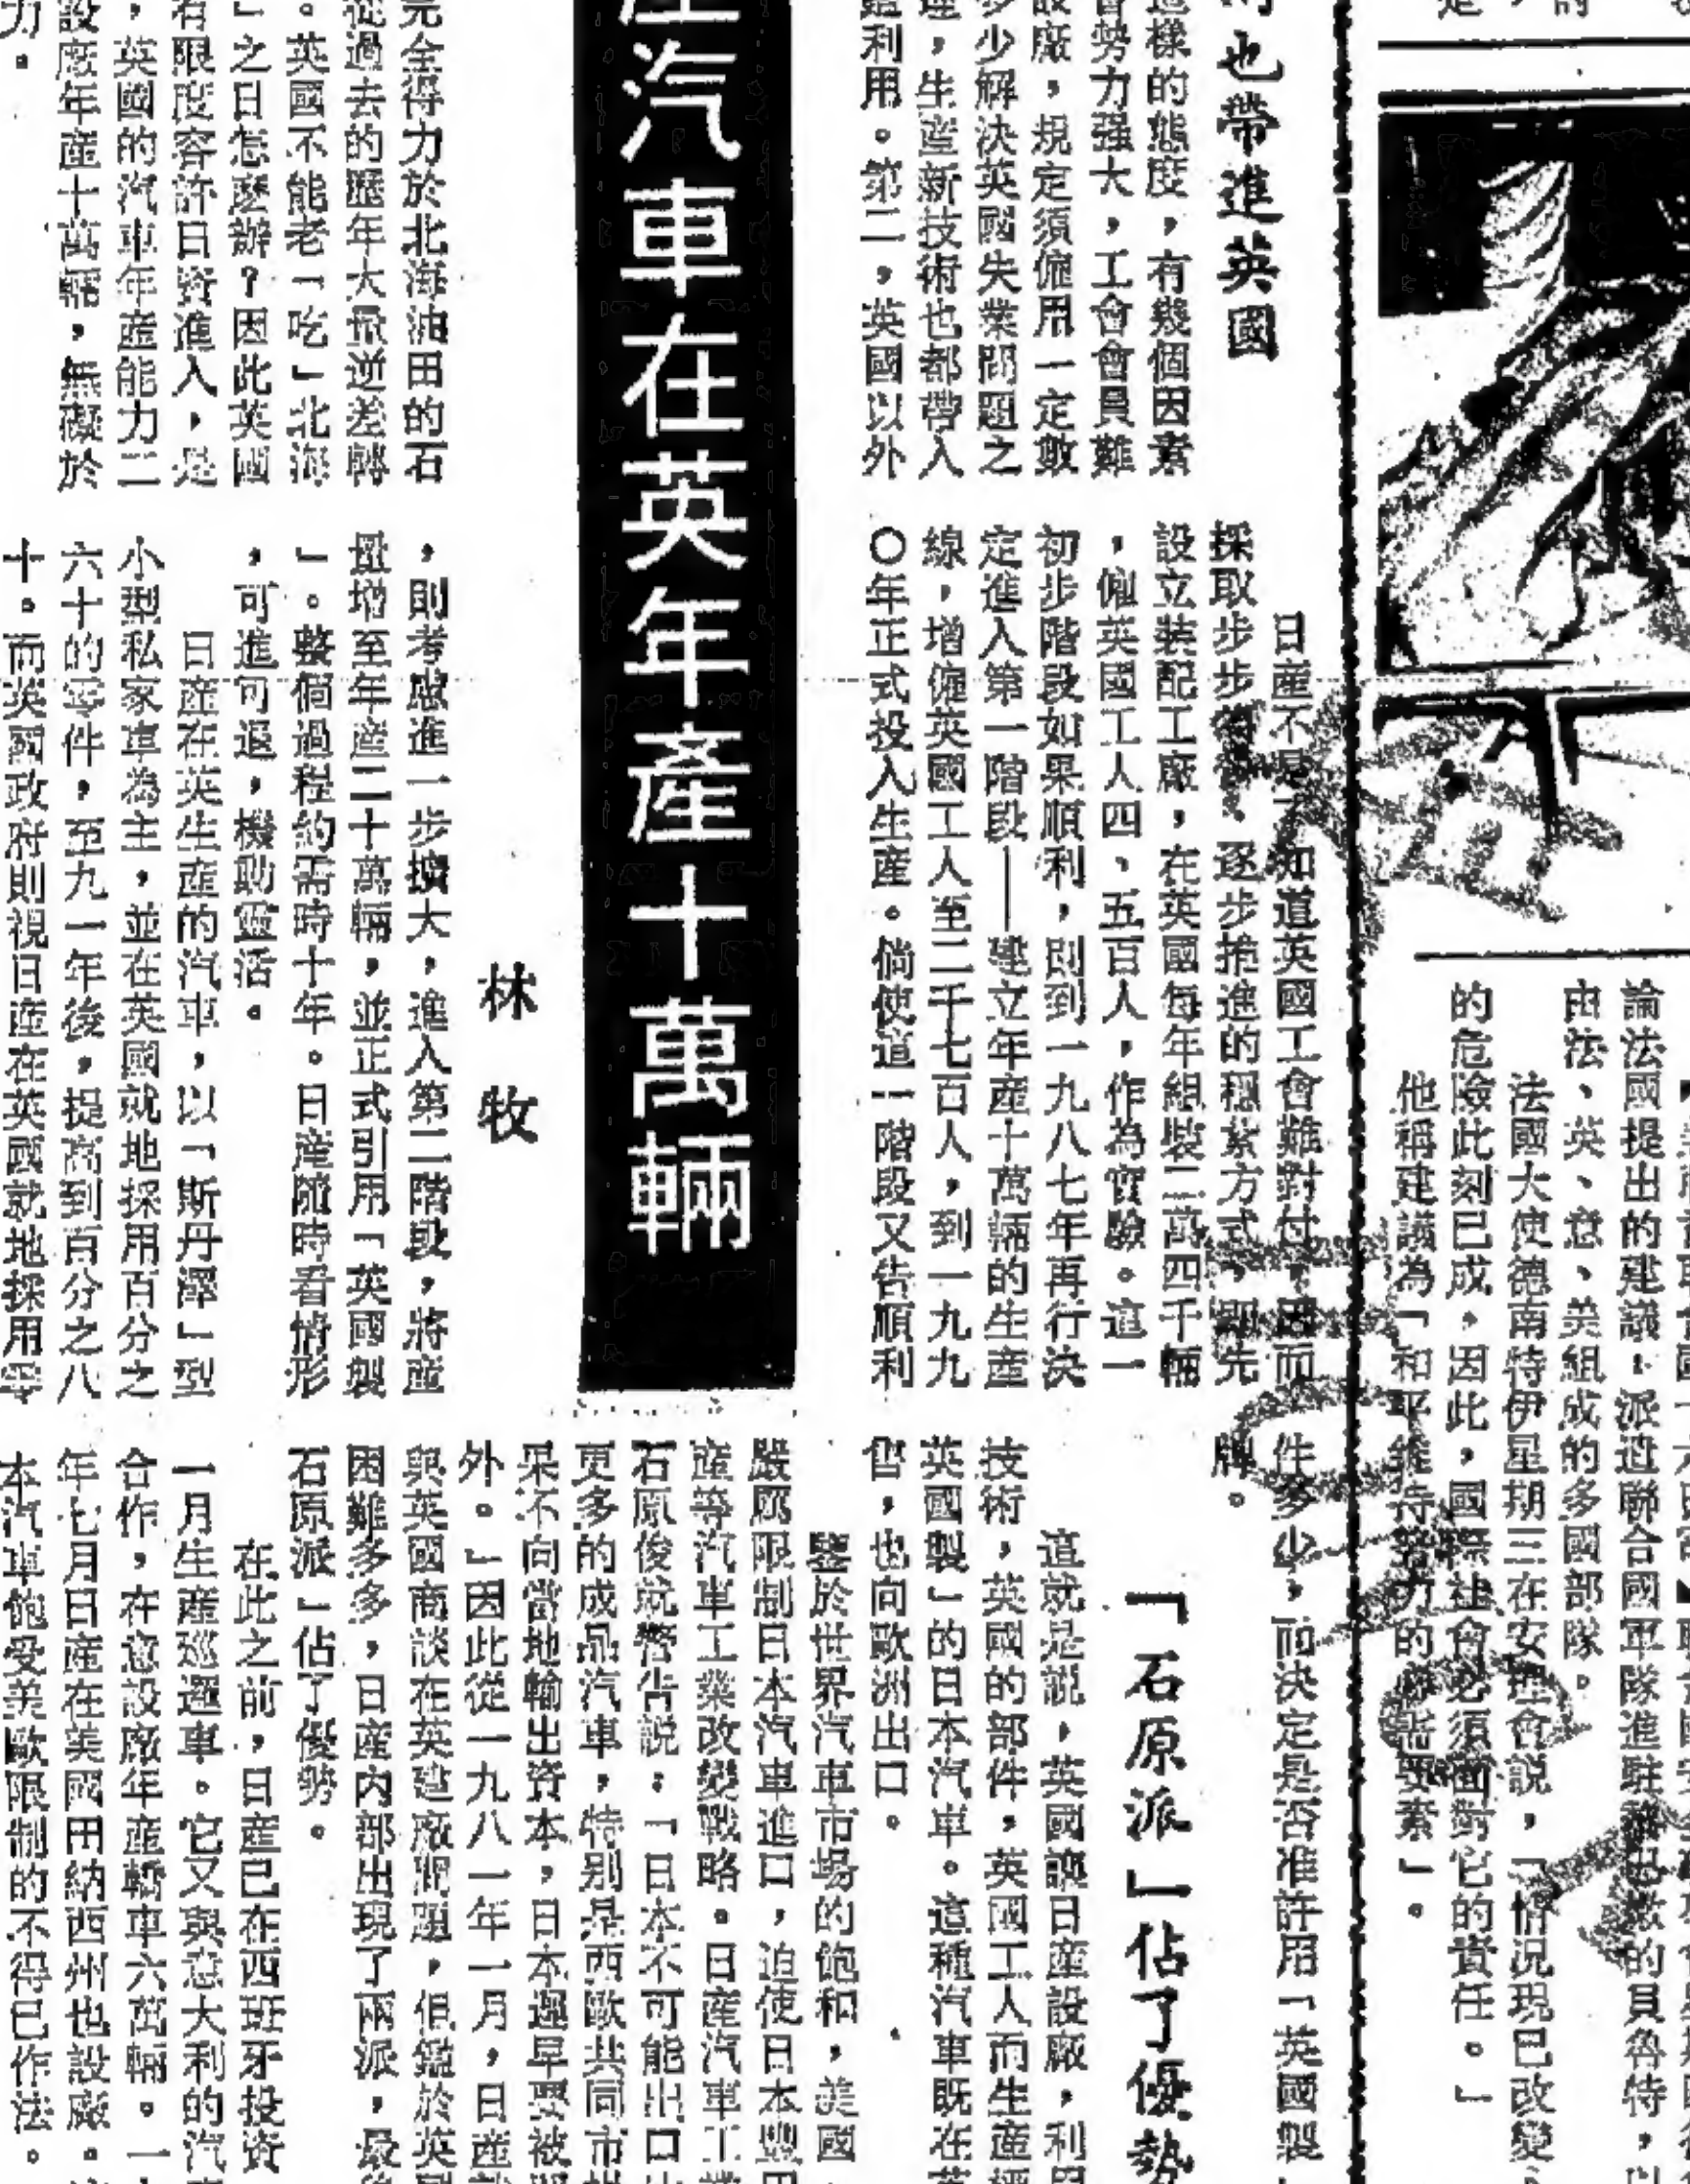 汽車在英年產十萬輛
林 牧
也帶進英國
這樣的態度，有幾個因素
會勢力强大，工會會員難
設廠，規定須僱用一定數
多少解決英國失業問題之
，生產新技術也都帶入
利用。第二，英國以外
日產不是不知道英國工會難對付，因而
採取步步為營，逐步推進的穩紮方式，即先
設立裝配工廠，在英國每年組裝二萬四千輛
，僱英國工人四、五百人，作為實驗。這一
初步階段如果順利，則到一九八七年再行決
定進入第一階段——建立年產十萬輛的生產
線，增僱英國工人至二千七百人，到一九九
〇年正式投入生產。倘使這一階段又告順利
，則考慮進一步擴大，進入第二階段，將產
量增至年產二十萬輛，並正式引用「英國製
」。整個過程約需時十年。日產隨時看情形
，可進可退，機動靈活。
日產在英生產的汽車，以「斯丹澤」型
小型私家車為主，並在英國就地採用百分之
六十的零件，至九一年後，提高到百分之八
十。而英國政府則視日產在英國就地採用零
件多少，而決定是否准許用「英國製」
牌。
「石原派」佔了優勢
這就是說，英國讓日產設廠，利用
技術，英國的部件，英國工人而生產
英國製」的日本汽車。這種汽車既在英
售，也向歐洲出口。
鑒於世界汽車市場的飽和，美國
嚴厲限制日本汽車進口，迫使日本豐田
產等汽車工業改變戰略。日產汽車工業
石原俊就警告說：「日本不可能出口
更多的成品汽車，特別是西歐共同市場
果不向當地輸出資本，日本遲早要被
外。」因此從一九八一年一月，日產
與英國商談在英建廠問題，但鑑於英國
困難多多，日產內部出現了兩派，最
石原派」佔了優勢。
在此之前，日產已在西班牙投資
一月生產巡邏車。它又與意大利的汽
合作，在意設廠年產轎車六萬輛。一
年七月日產在美國田納西州也設廠。
本汽車飽受美歐限制的不得已作法。
完全得力於北海油田的石
從過去的歷年大量逆差轉
。英國不能老「吃」北海
」之日怎麼辦？因此英國
有限度容許日資進入，是
，英國的汽車年產能力二
設廠年產十萬輛，無礙於
力。
論法國提出的建議：派遣聯合國軍隊進駐的貝魯特，以
由法、英、意、美組成的多國部隊。
法國大使德南特伊星期三在安理會說，「情況現已改變
的危險此刻已成，因此，國際社會必須面對它的責任。」
他稱建議為「和平維持努力的必需要素」。